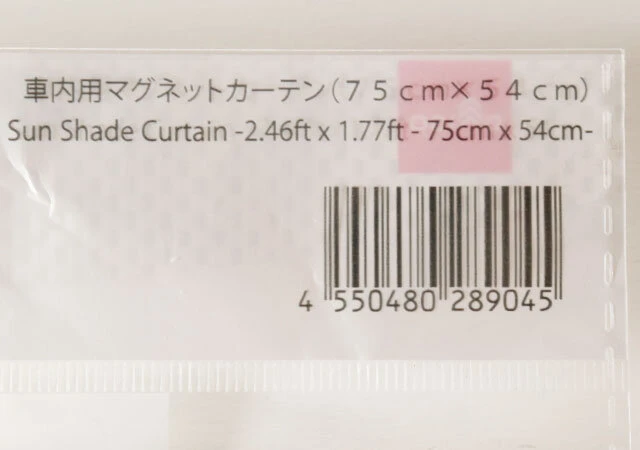 車内用マグネットカーテン(７５ｃｍ×５４ｃｍ)
Sun Shade Curtain -2.46ft x 1.77ft - 75cm x 54cm-
4 550480 289045